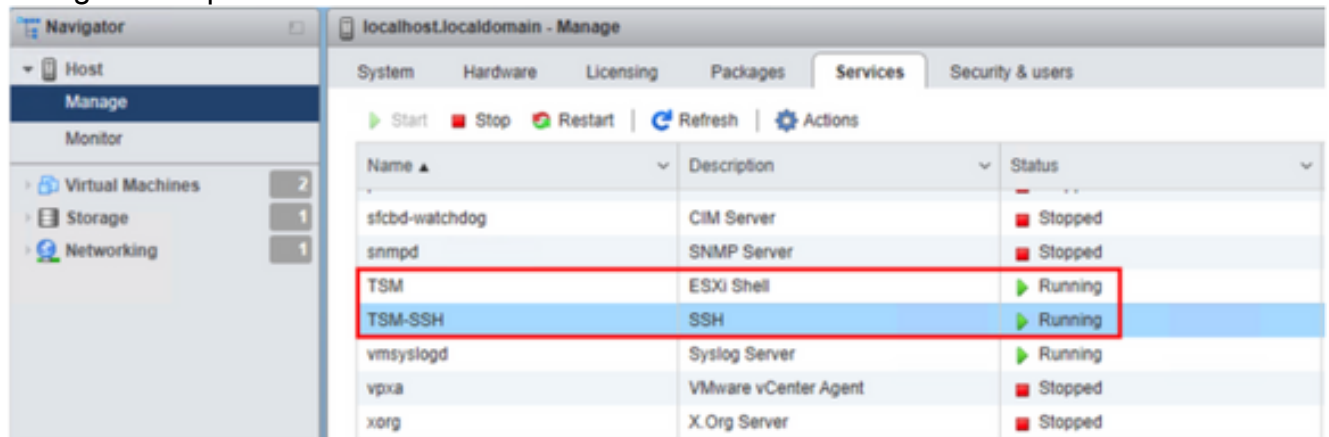 Navigator
localhost.localdomain - Manage
Host
System Hardware Licensing Packages Services Security & users
Manage
Start Stop Restart Refresh Actions
Monitor
Name Description Status
Virtual Machines 2
Storage 1
Networking 1
sfcbd-watchdog CIM Server Stopped
snmpd SNMP Server Stopped
TSM ESXi Shell Running
TSM-SSH SSH Running
vmsyslogd Syslog Server Running
vpxa VMware vCenter Agent Stopped
xorg X.Org Server Stopped